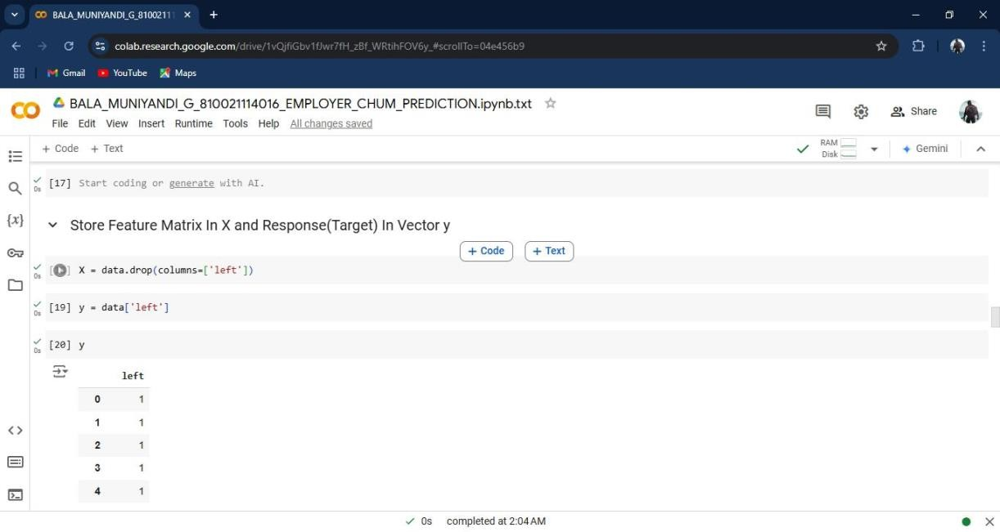 BALA_MUNIYANDI_G_8100211
colab.research.google.com/drive/1vQjfiGbv1fJwr7fH_zBf_WRtihFOV6y_#scrollTo=04e456b9
Gmail YouTube Maps
BALA_MUNIYANDI_G_810021114016_EMPLOYER_CHUM_PREDICTION.ipynb.txt
File Edit View Insert Runtime Tools Help All changes saved
Share
+ Code + Text
RAM
Disk
Gemini
[17] Start coding or generate with AI.
0s
Store Feature Matrix In X and Response(Target) In Vector y
+ Code + Text
[ ] X = data.drop(columns=['left'])
0s
[19] y = data['left']
0s
[20] y
0s
left
0 1
1 1
2 1
3 1
4 1
0s completed at 2:04 AM